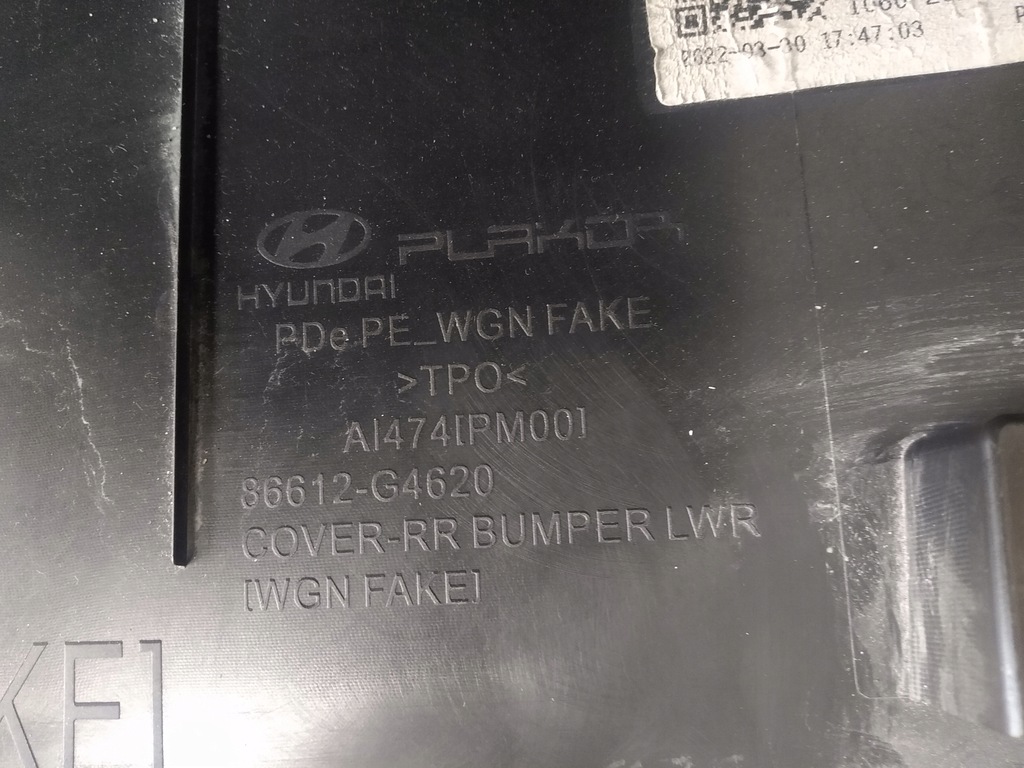 2022-03-30 17:47:03
PLAKOR
HYUNDAI
PDe PE_WGN FAKE
>TPO<
AI474[PM00]
86612-G4620
COVER-RR BUMPER LWR
[WGN FAKE]
KE]